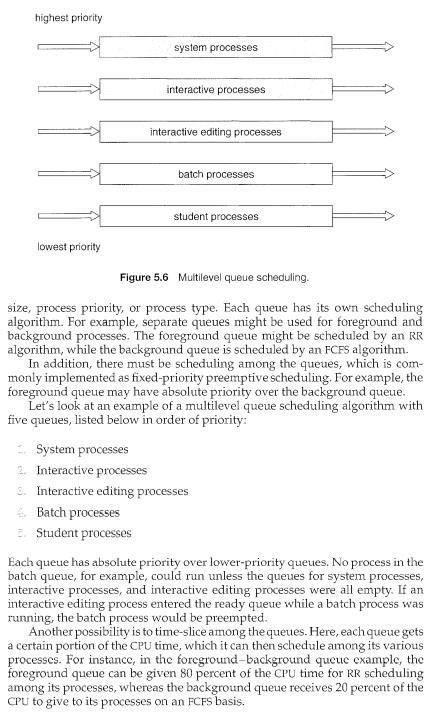 highest priority
system processes
interactive processes
interactive editing processes
batch processes
student processes
lowest priority
Figure 5.6 Multilevel queue scheduling.
size, process priority, or process type. Each queue has its own scheduling
algorithm. For example, separate queues might be used for foreground and
background processes. The foreground queue might be scheduled by an RR
algorithm, while the background queue is scheduled by an FCFS algorithm.
In addition, there must be scheduling among the queues, which is com-
monly implemented as fixed-priority preemptive scheduling. For example, the
foreground queue may have absolute priority over the background queue.
Let's look at an example of a multilevel queue scheduling algorithm with
five queues, listed below in order of priority:
1. System processes
2. Interactive processes
3. Interactive editing processes
4. Batch processes
5. Student processes
Each queue has absolute priority over lower-priority queues. No process in the
batch queue, for example, could run unless the queues for system processes,
interactive processes, and interactive editing processes were all empty. If an
interactive editing process entered the ready queue while a batch process was
running, the batch process would be preempted.
Another possibility is to time-slice among the queues. Here, each queue gets
a certain portion of the CPU time, which it can then schedule among its various
processes. For instance, in the foreground–background queue example, the
foreground queue can be given 80 percent of the CPU time for RR scheduling
among its processes, whereas the background queue receives 20 percent of the
CPU to give to its processes on an FCFS basis.